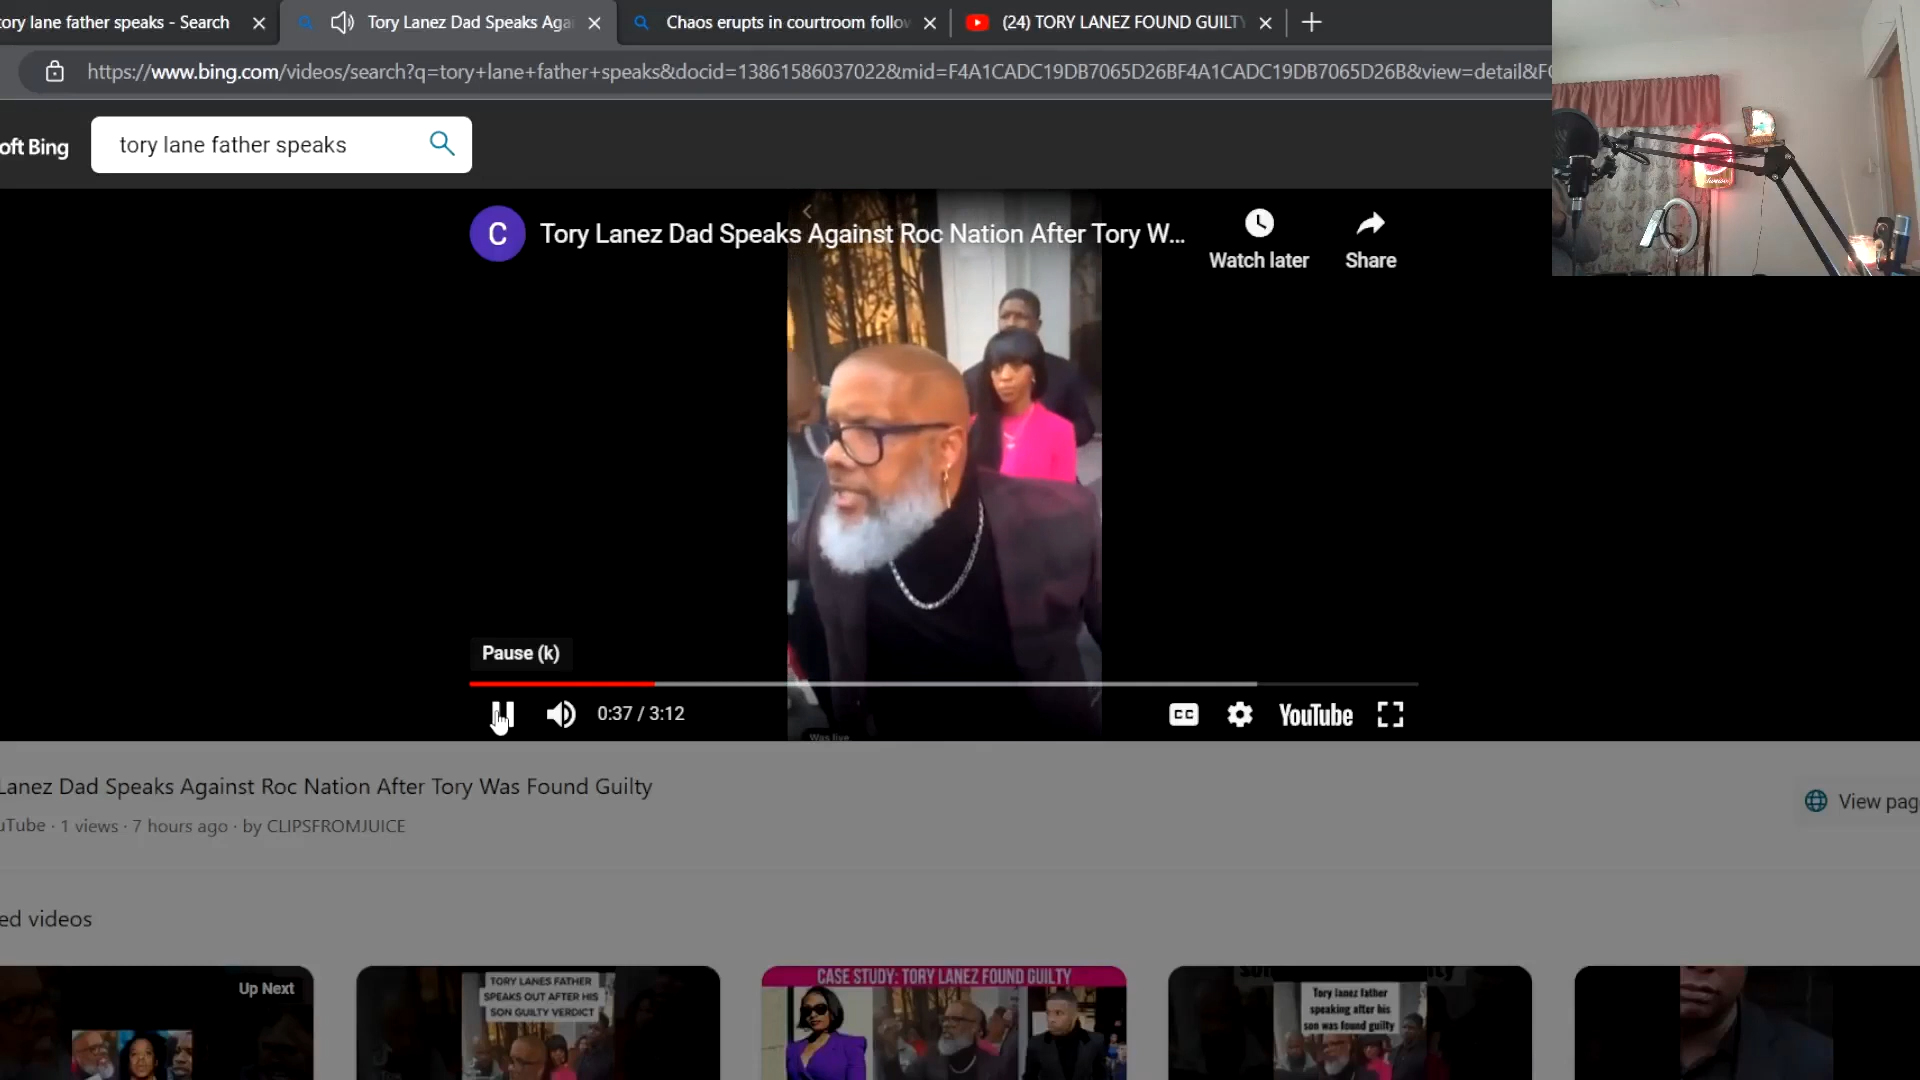 ory lane father speaks - Search
Tory Lanez Dad Speaks Aga
Chaos erupts in courtroom follow
(24) TORY LANEZ FOUND GUILTY
https://www.bing.com/videos/search?q=tory+lane+father+speaks&docid=13861586037022&mid=F4A1CADC19DB7065D26BF4A1CADC19DB7065D26B&view=detail&F
oft Bing
tory lane father speaks
C
Tory Lanez Dad Speaks Against Roc Nation After Tory W...
Watch later
Share
Pause (k)
0:37 / 3:12
CC
YouTube
Was live
Lanez Dad Speaks Against Roc Nation After Tory Was Found Guilty
uTube · 1 views · 7 hours ago · by CLIPSFROMJUICE
View pag
ed videos
Up Next
TORY LANES FATHER
SPEAKS OUT AFTER HIS
SON GUILTY VERDICT
CASE STUDY: TORY LANEZ FOUND GUILTY
Tory lanez father
speaking after his
son was found guilty